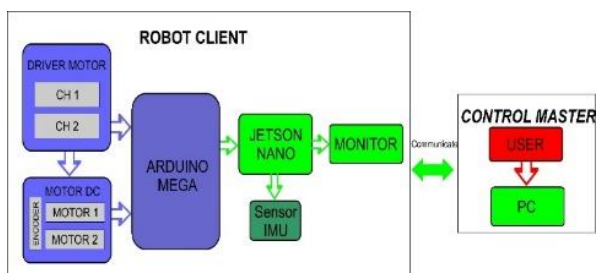 ROBOT CLIENT
DRIVER MOTOR
CH 1
CH 2
MOTOR DC
ENCODER
MOTOR 1
MOTOR 2
ARDUINO
MEGA
JETSON
NANO
MONITOR
Sensor
IMU
Communicate
CONTROL MASTER
USER
PC